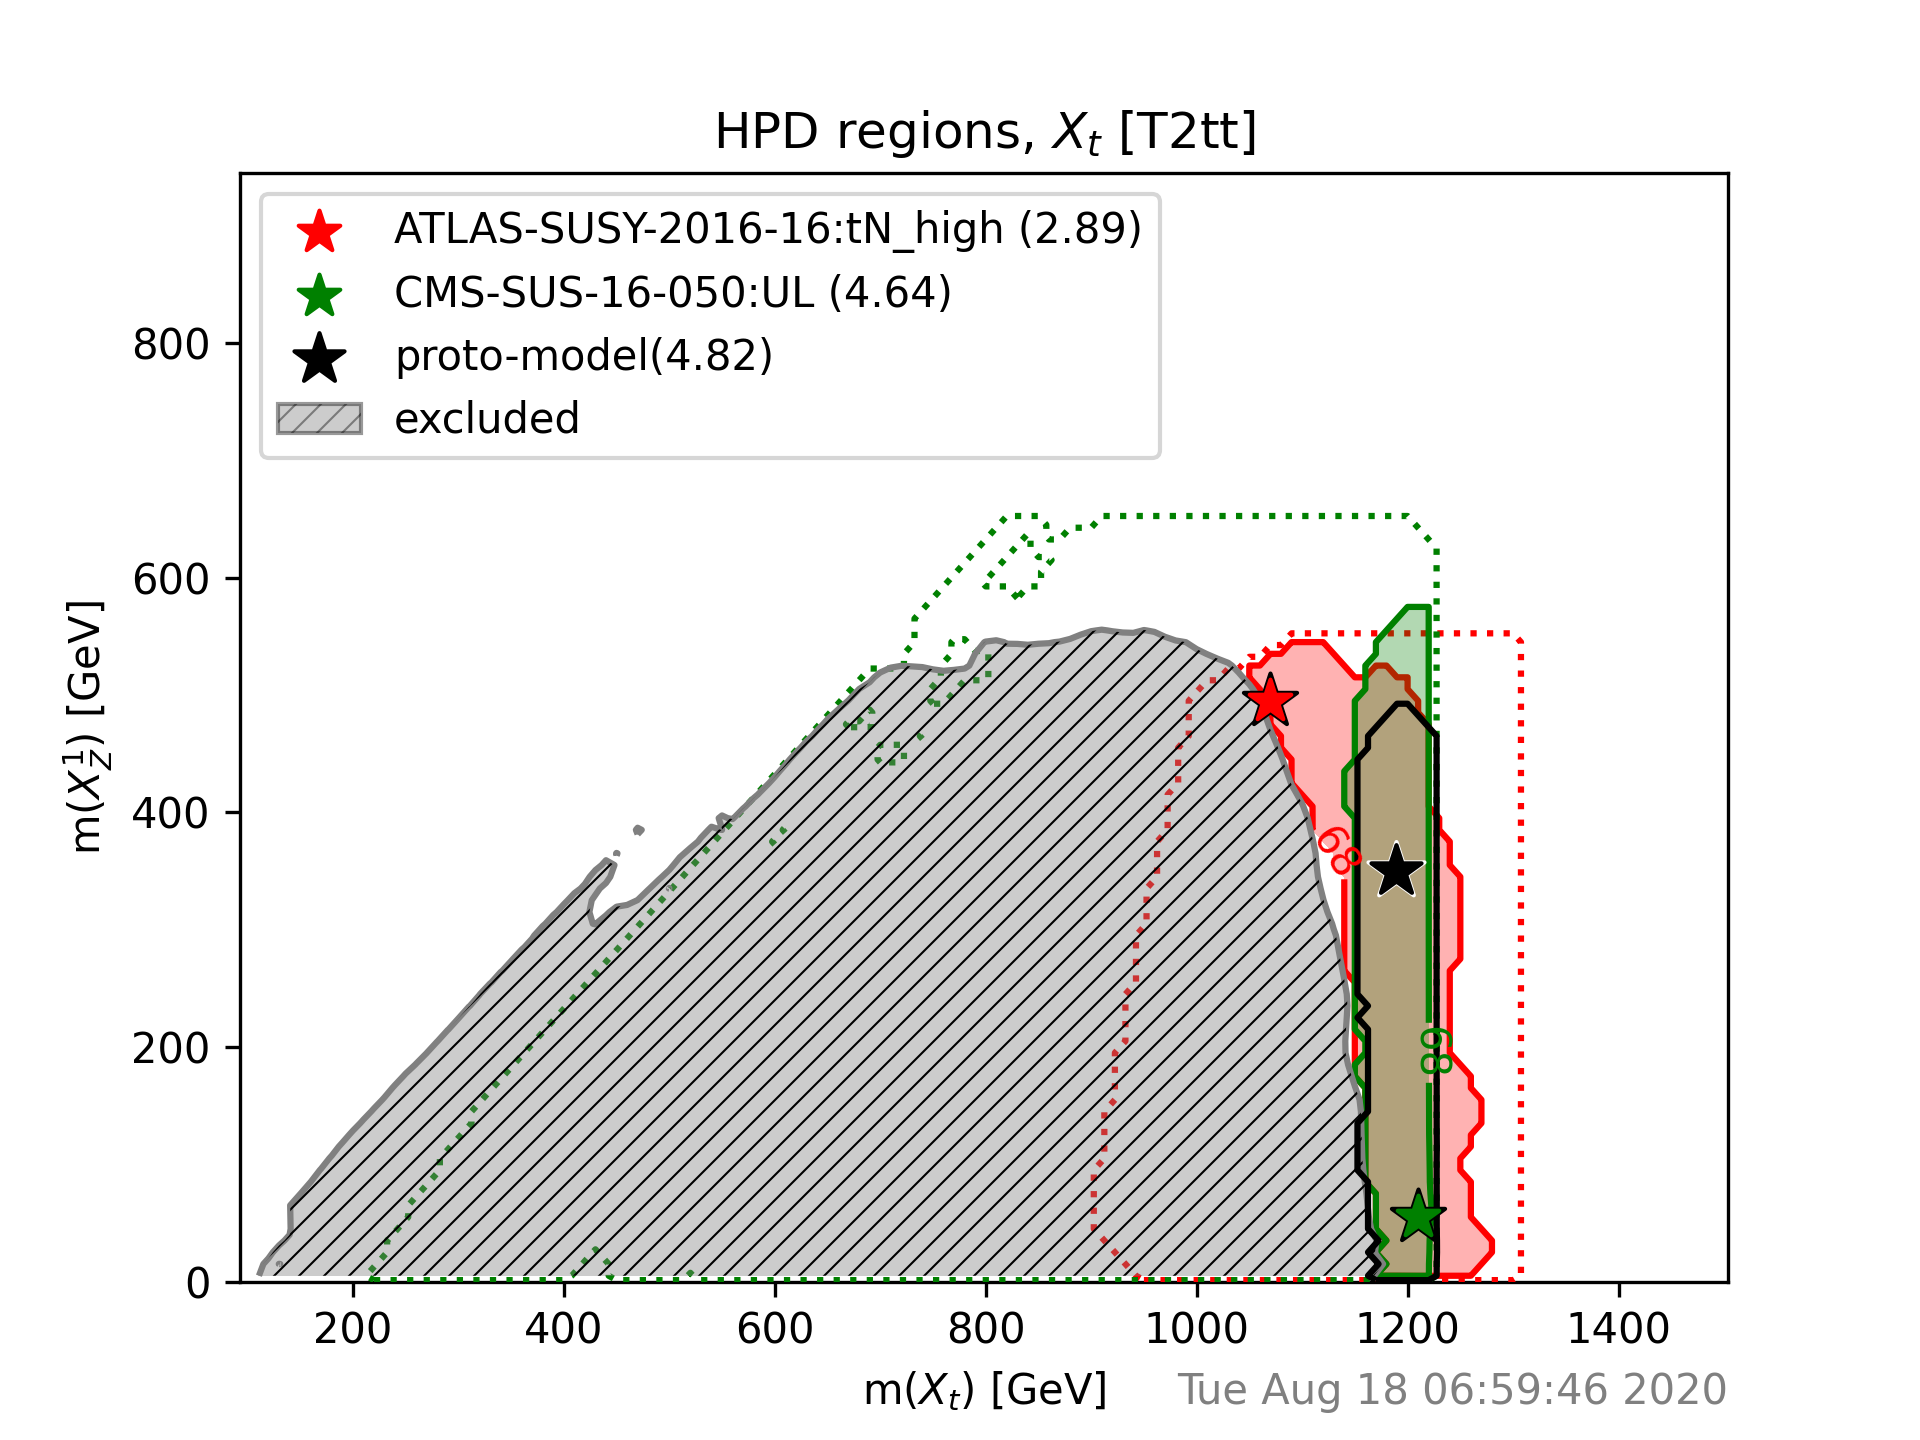 HPD regions, Xₜ [T2tt]
ATLAS-SUSY-2016-16:tN_high (2.89)
CMS-SUS-16-050:UL (4.64)
proto-model(4.82)
excluded
m(X_Z^1) [GeV]
800
600
400
200
0
68
68
200 400 600 800 1000 1200 1400
m(Xₜ) [GeV]
Tue Aug 18 06:59:46 2020